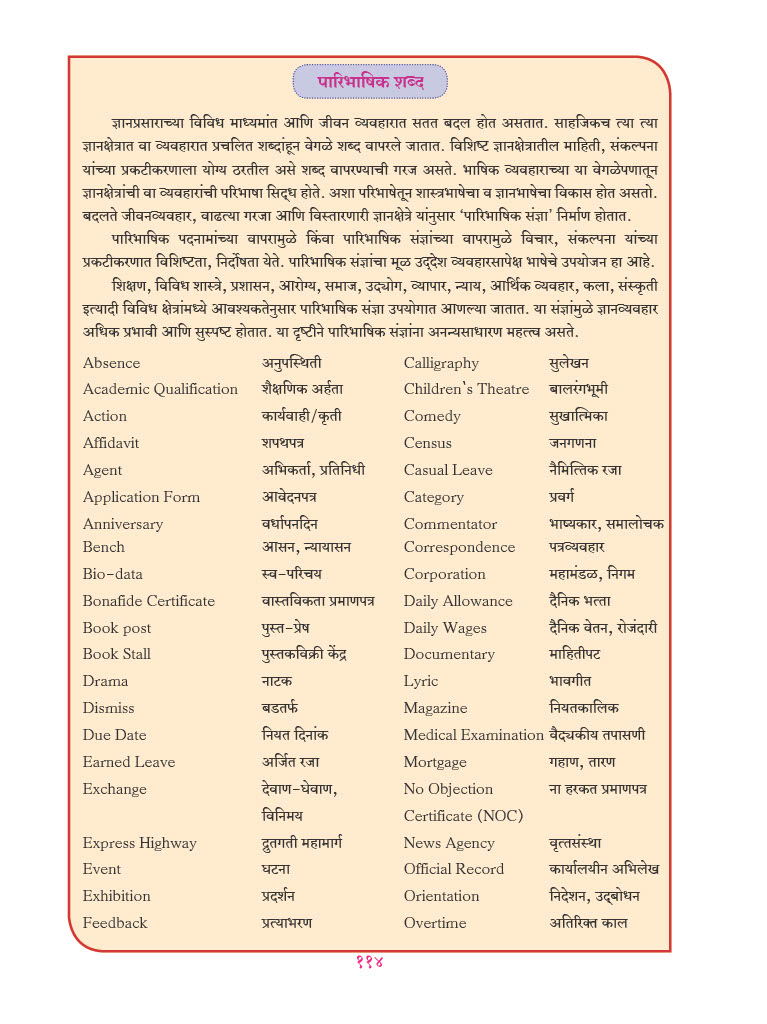 पारिभाषिक शब्द
ज्ञानप्रसाराच्या विविध माध्यमांत आणि जीवन व्यवहारात सतत बदल होत असतात. साहजिकच त्या त्या
ज्ञानक्षेत्रात वा व्यवहारात प्रचलित शब्दांहून वेगळे शब्द वापरले जातात. विशिष्ट ज्ञानक्षेत्रातील माहिती, संकल्पना
यांच्या प्रकटीकरणाला योग्य ठरतील असे शब्द वापरण्याची गरज असते. भाषिक व्यवहाराच्या या वेगळेपणातून
ज्ञानक्षेत्रांची वा व्यवहारांची परिभाषा सिद्ध होते. अशा परिभाषेतून शास्त्रभाषेचा व ज्ञानभाषेचा विकास होत असतो.
बदलते जीवनव्यवहार, वाढत्या गरजा आणि विस्तारणारी ज्ञानक्षेत्रे यांनुसार ‘पारिभाषिक संज्ञा’ निर्माण होतात.
पारिभाषिक पदनामांच्या वापरामुळे किंवा पारिभाषिक संज्ञांच्या वापरामुळे विचार, संकल्पना यांच्या
प्रकटीकरणात विशिष्टता, निर्दोषता येते. पारिभाषिक संज्ञांचा मूळ उद्देश व्यवहारसापेक्ष भाषेचे उपयोजन हा आहे.
शिक्षण, विविध शास्त्रे, प्रशासन, आरोग्य, समाज, उद्योग, व्यापार, न्याय, आर्थिक व्यवहार, कला, संस्कृती
इत्यादी विविध क्षेत्रांमध्ये आवश्यकतेनुसार पारिभाषिक संज्ञा उपयोगात आणल्या जातात. या संज्ञांमुळे ज्ञानव्यवहार
अधिक प्रभावी आणि सुस्पष्ट होतात. या दृष्टीने पारिभाषिक संज्ञांना अनन्यसाधारण महत्त्व असते.
Absence अनुपस्थिती Calligraphy सुलेखन
Academic Qualification शैक्षणिक अर्हता Children's Theatre बालरंगभूमी
Action कार्यवाही/कृती Comedy सुखात्मिका
Affidavit शपथपत्र Census जनगणना
Agent अभिकर्ता, प्रतिनिधी Casual Leave नैमित्तिक रजा
Application Form आवेदनपत्र Category प्रवर्ग
Anniversary वर्धापनदिन Commentator भाष्यकार, समालोचक
Bench आसन, न्यायासन Correspondence पत्रव्यवहार
Bio-data स्व-परिचय Corporation महामंडळ, निगम
Bonafide Certificate वास्तविकता प्रमाणपत्र Daily Allowance दैनिक भत्ता
Book post पुस्त-प्रेष Daily Wages दैनिक वेतन, रोजंदारी
Book Stall पुस्तकविक्री केंद्र Documentary माहितीपट
Drama नाटक Lyric भावगीत
Dismiss बडतर्फ Magazine नियतकालिक
Due Date नियत दिनांक Medical Examination वैद्यकीय तपासणी
Earned Leave अर्जित रजा Mortgage गहाण, तारण
Exchange देवाण-घेवाण, No Objection ना हरकत प्रमाणपत्र
विनिमय Certificate (NOC)
Express Highway द्रुतगती महामार्ग News Agency वृत्तसंस्था
Event घटना Official Record कार्यालयीन अभिलेख
Exhibition प्रदर्शन Orientation निदेशन, उद्बोधन
Feedback प्रत्याभरण Overtime अतिरिक्त काल
११४